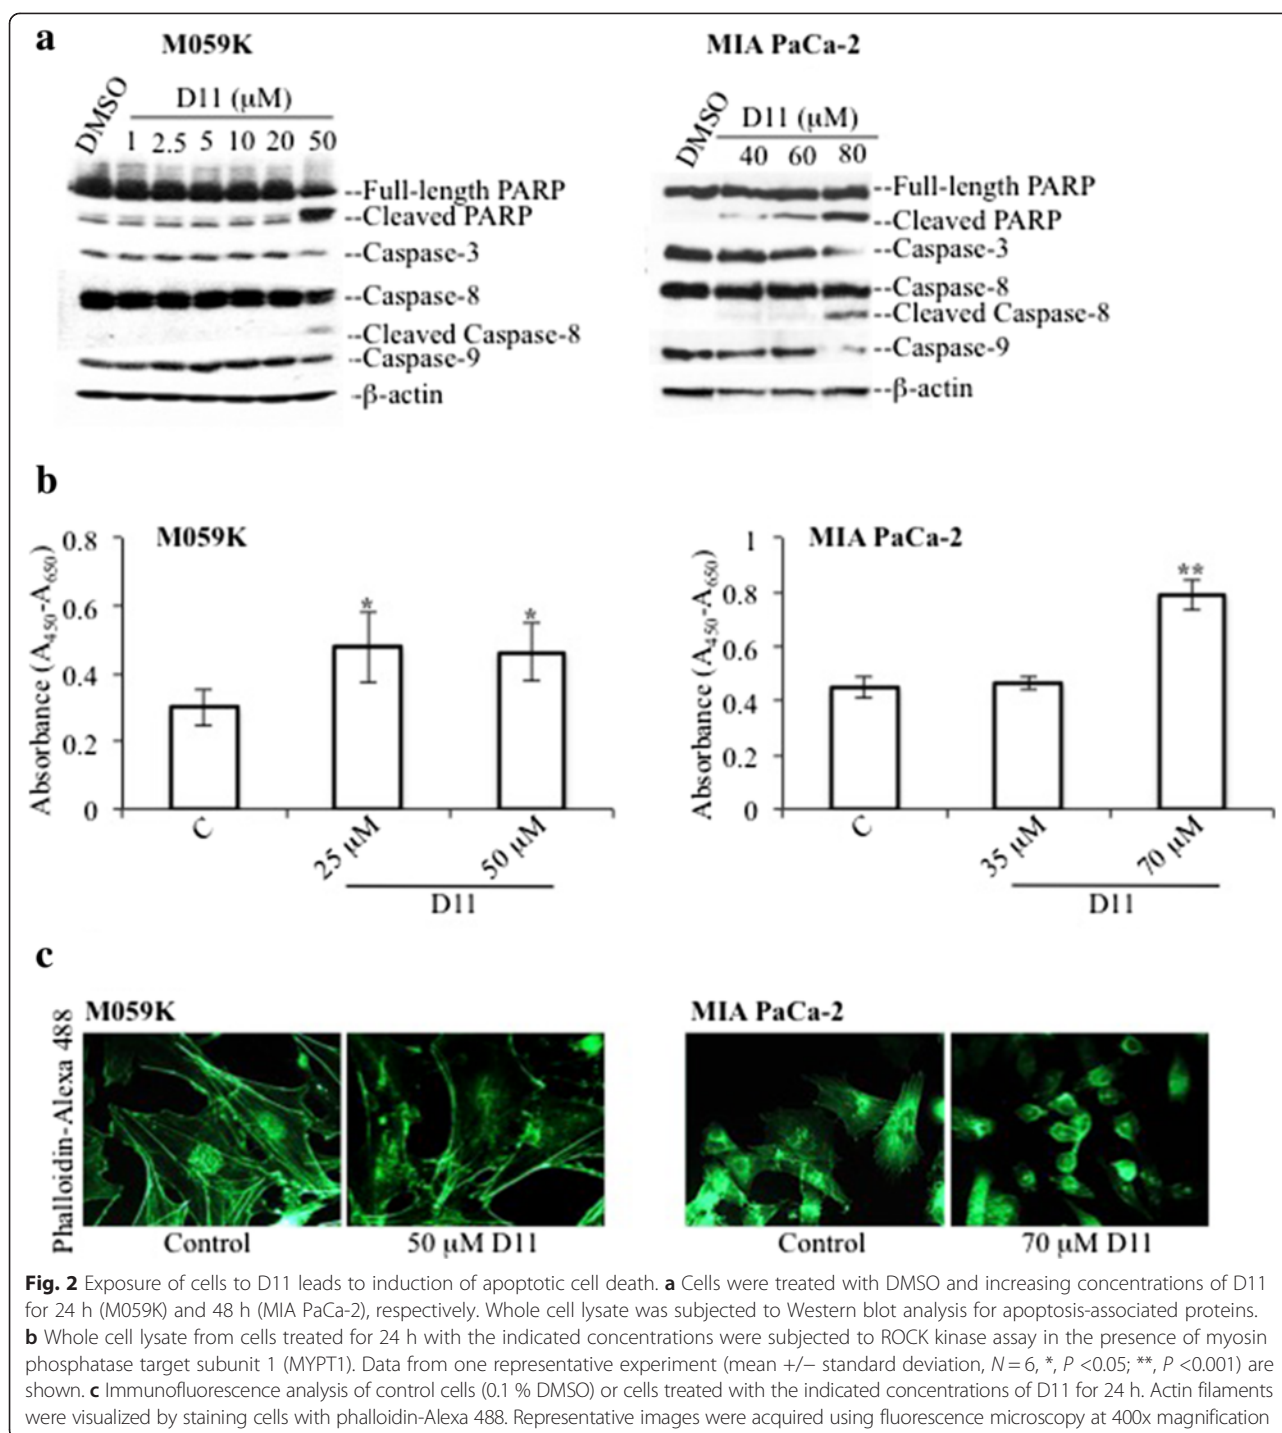 a
M059K
DMSO
D11 (μM)
1 2.5 5 10 20 50
--Full-length PARP
--Cleaved PARP
--Caspase-3
--Caspase-8
--Cleaved Caspase-8
--Caspase-9
-β-actin
MIA PaCa-2
DMSO
D11 (μM)
40 60 80
--Full-length PARP
--Cleaved PARP
--Caspase-3
--Caspase-8
--Cleaved Caspase-8
--Caspase-9
--β-actin
b
M059K
Absorbance (A450-A650)
0.8
0.6
0.4
0.2
0
*
*
C
25 μM
50 μM
D11
MIA PaCa-2
Absorbance (A450-A650)
1
0.8
0.6
0.4
0.2
0
**
C
35 μM
70 μM
D11
c
Phalloidin-Alexa 488
M059K
Control
50 μM D11
MIA PaCa-2
Control
70 μM D11
Fig. 2 Exposure of cells to D11 leads to induction of apoptotic cell death. a Cells were treated with DMSO and increasing concentrations of D11
for 24 h (M059K) and 48 h (MIA PaCa-2), respectively. Whole cell lysate was subjected to Western blot analysis for apoptosis-associated proteins.
b Whole cell lysate from cells treated for 24 h with the indicated concentrations were subjected to ROCK kinase assay in the presence of myosin
phosphatase target subunit 1 (MYPT1). Data from one representative experiment (mean +/− standard deviation, N = 6, *, P <0.05; **, P <0.001) are
shown. c Immunofluorescence analysis of control cells (0.1 % DMSO) or cells treated with the indicated concentrations of D11 for 24 h. Actin filaments
were visualized by staining cells with phalloidin-Alexa 488. Representative images were acquired using fluorescence microscopy at 400x magnification